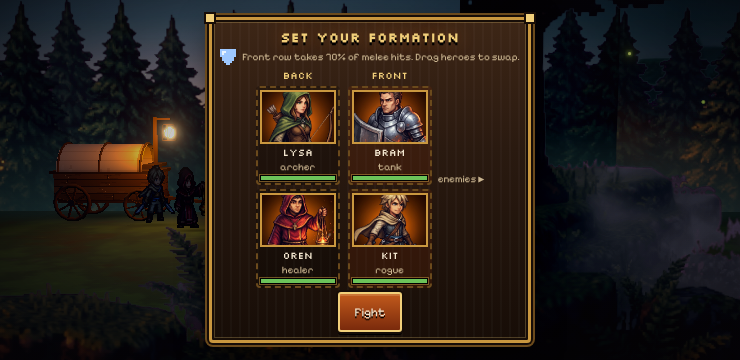 SET YOUR FORMATION
Front row takes 70% of melee hits. Drag heroes to swap.
BACK FRONT
LYSA BRAM
archer tank
enemies ▶
OREN KIT
healer rogue
Fight